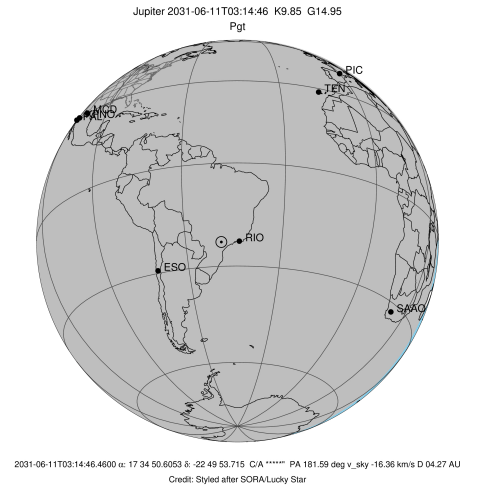 Jupiter 2031-06-11T03:14:46 K9.85 G14.95
Pgt
PIC
TEN
RIO
ESO
SAAO
2031-06-11T03:14:46.4600 α: 17 34 50.6053 δ: -22 49 53.715 C/A *****" PA 181.59 deg v_sky -16.36 km/s D 04.27 AU
Credit: Styled after SORA/Lucky Star